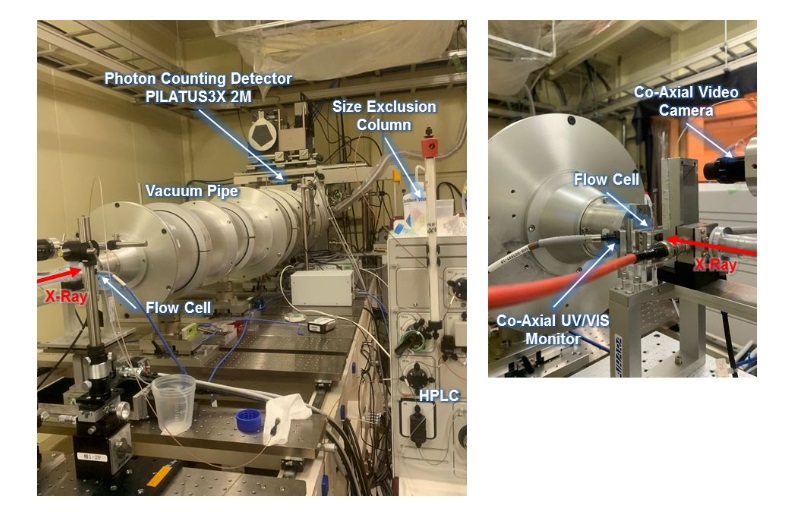 Photon Counting Detector
PILATUS3X 2M
Size Exclusion
Column
Vacuum Pipe
X-Ray
Flow Cell
HPLC
Co-Axial Video
Camera
Flow Cell
X-Ray
Co-Axial UV/VIS
Monitor